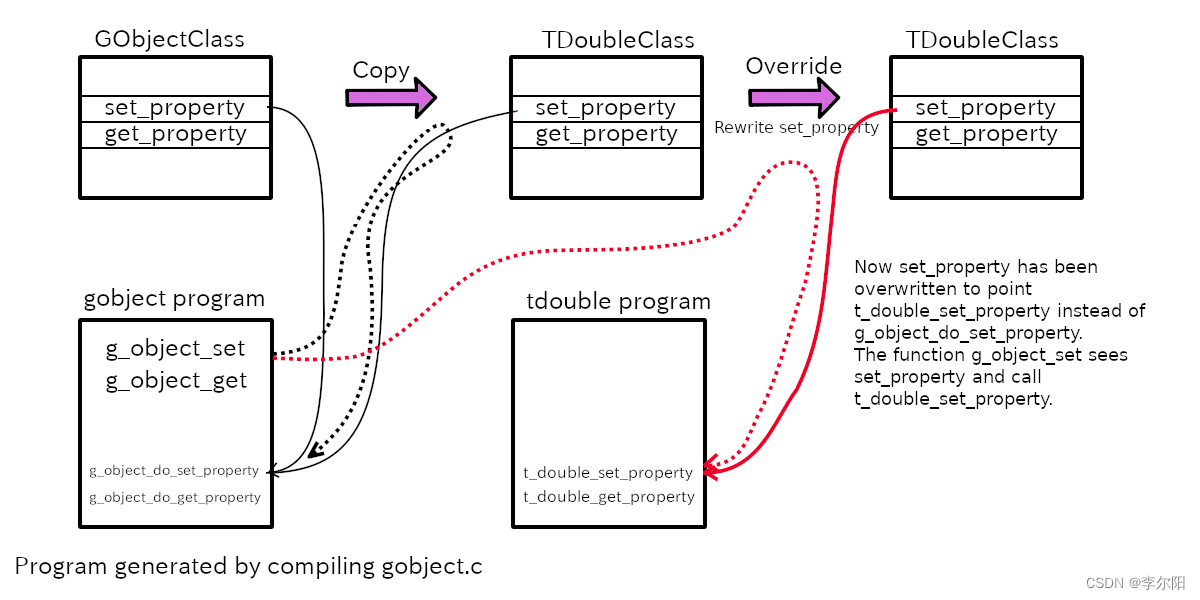 GObjectClass
set_property
get_property
Copy
TDoubleClass
set_property
get_property
Override
Rewrite set_property
TDoubleClass
set_property
get_property
gobject program
g_object_set
g_object_get
g_object_do_set_property
g_object_do_get_property
tdouble program
t_double_set_property
t_double_get_property
Now set_property has been
overwritten to point
t_double_set_property instead of
g_object_do_set_property.
The function g_object_set sees
set_property and call
t_double_set_property.
Program generated by compiling gobject.c
CSDN @李尔阳